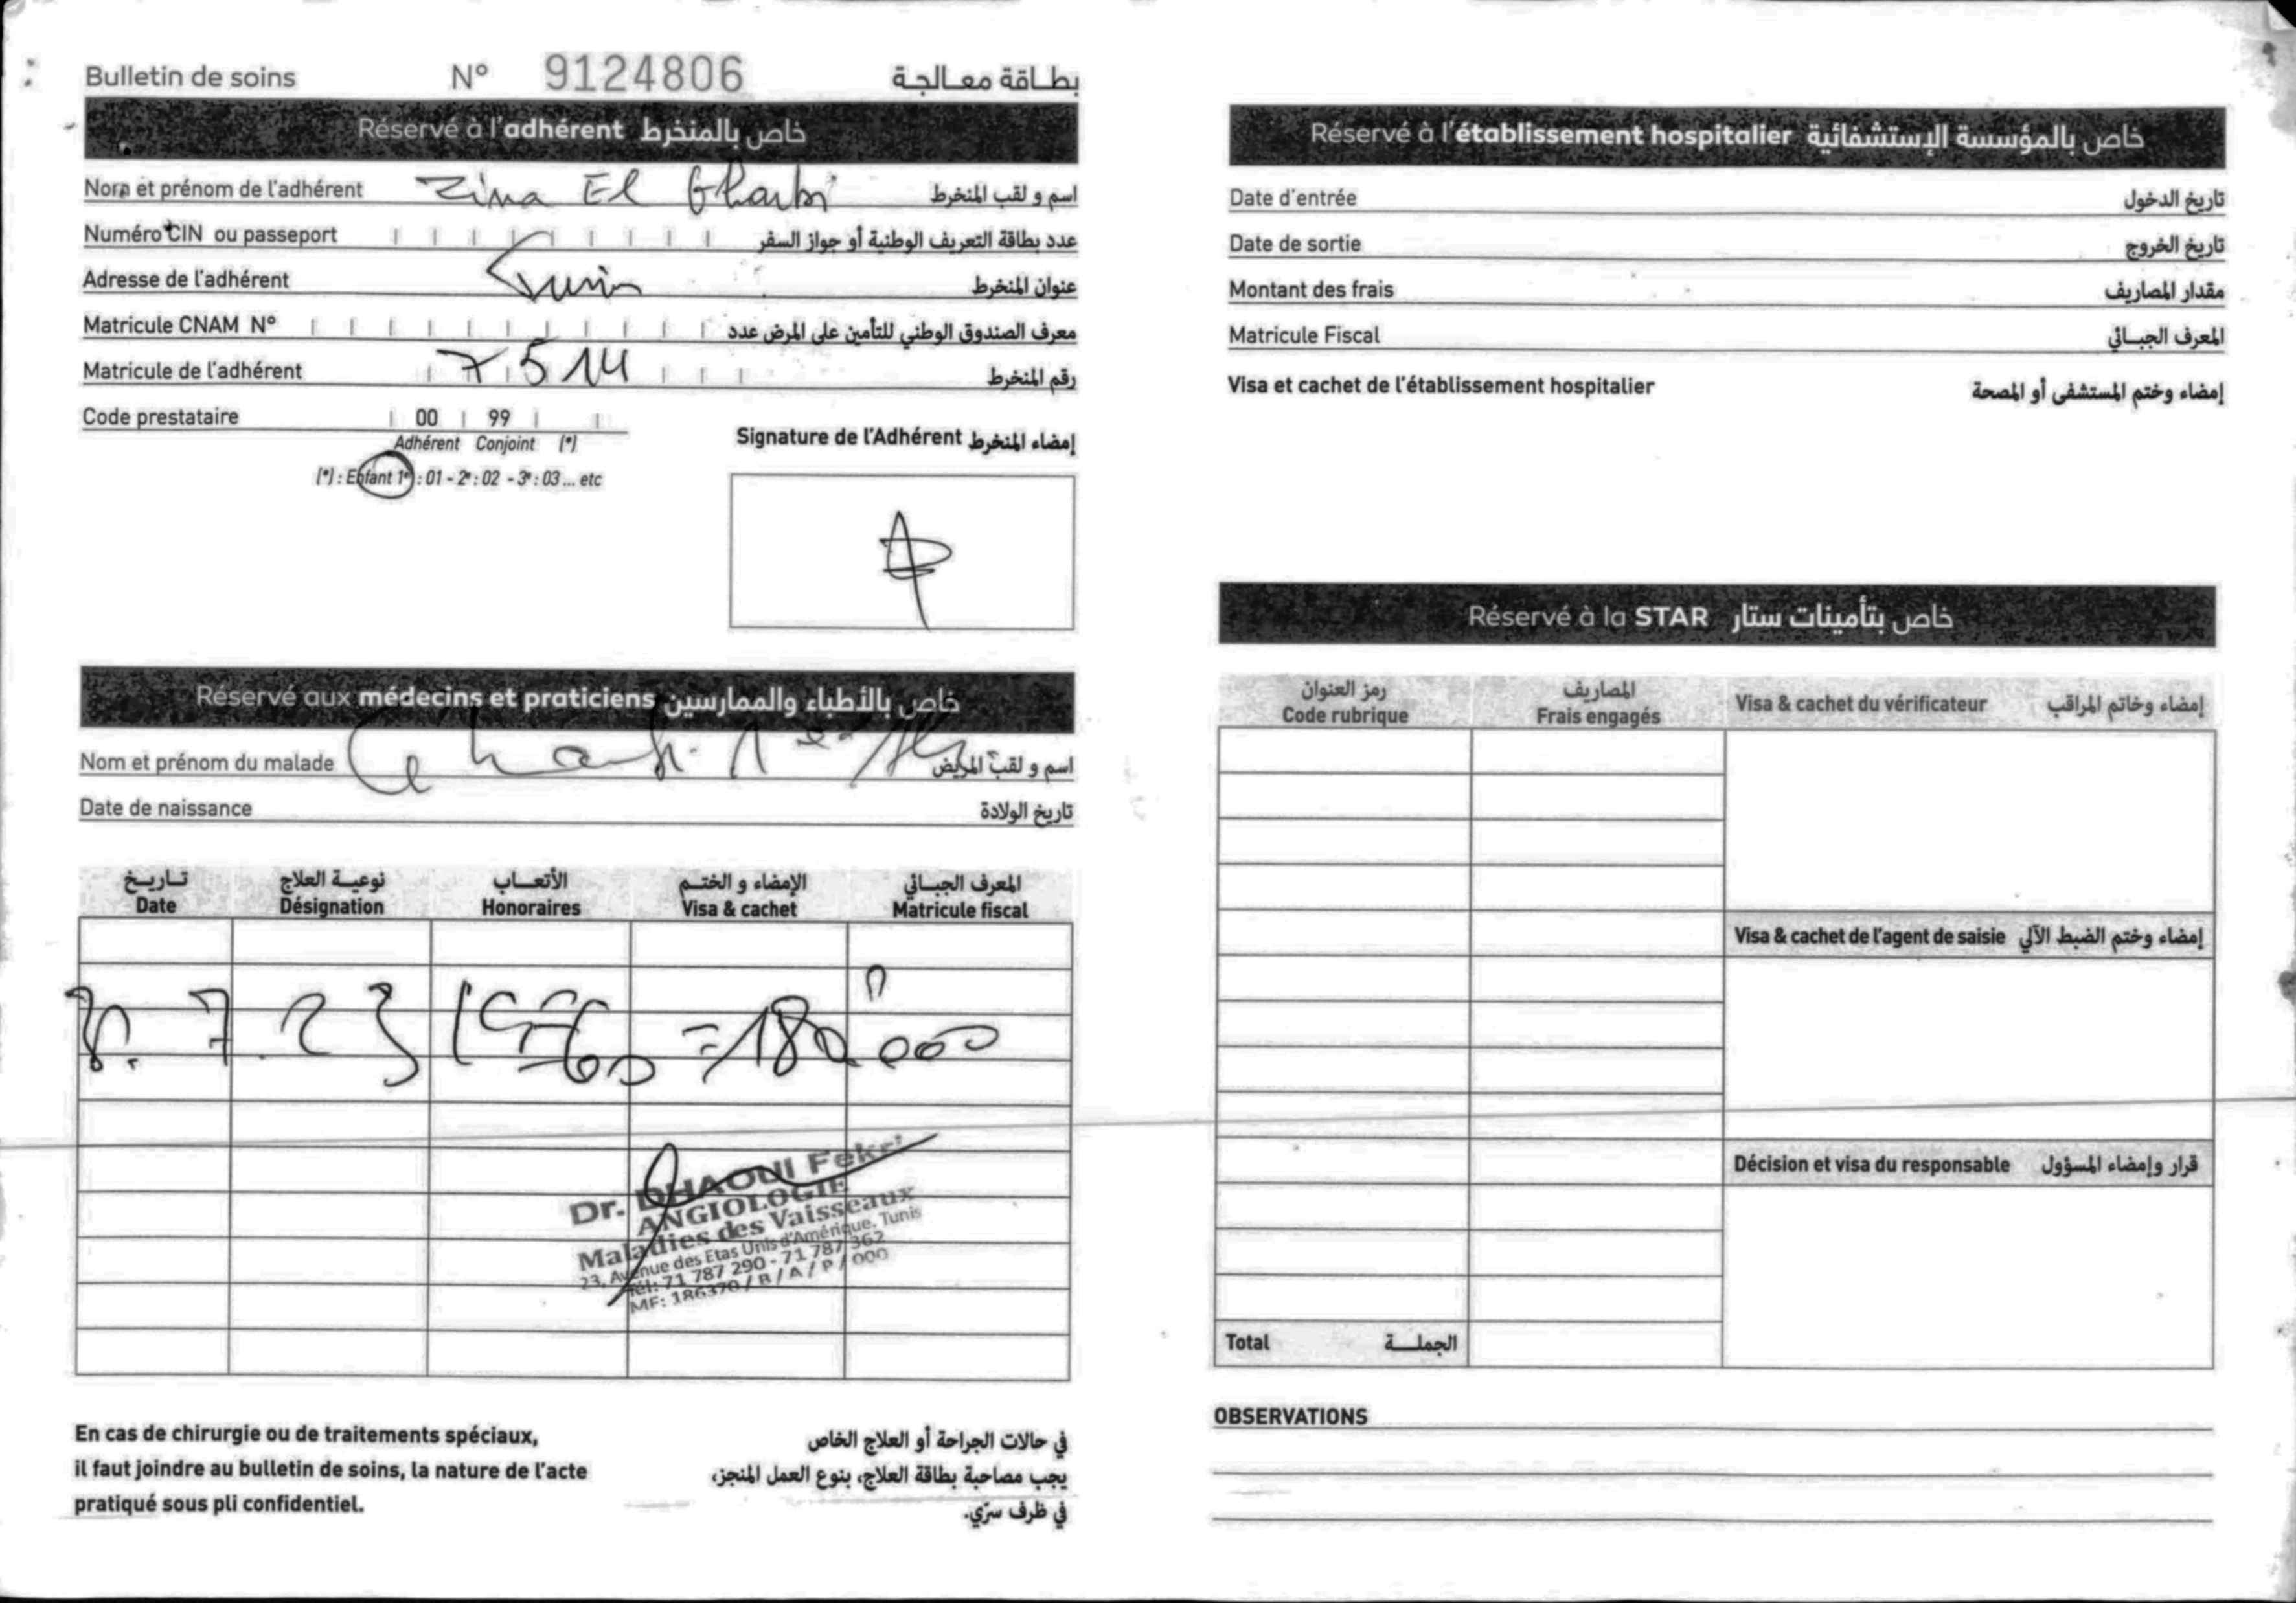 Bulletin de soins N° 9124806 بطاقة معالجة
Réservé à l'adhérent خاص بالمنخرط
Nom et prénom de l'adhérent Zina El Gharbi اسم و لقب المنخرط
Numéro CIN ou passeport عدد بطاقة التعريف الوطنية أو جواز السفر
Adresse de l'adhérent Tunis عنوان المنخرط
Matricule CNAM N° معرف الصندوق الوطني للتأمين على المرض عدد
Matricule de l'adhérent 7514 رقم المنخرط
Code prestataire 00 99
Adhérent Conjoint (*)
(*) : Enfant 1e : 01 - 2e : 02 - 3e : 03 ... etc
Signature de l'Adhérent إمضاء المنخرط
Réservé aux médecins et praticiens خاص بالأطباء والممارسين
Nom et prénom du malade اسم و لقب المريض
Date de naissance تاريخ الولادة
تاريخ نوعية العلاج الأتعاب الإمضاء و الختم المعرف الجبائي
Date Désignation Honoraires Visa & cachet Matricule fiscal
7.23 = 180.000
Dr. DHAOUI Fekri
ANGIOLOGIE
Maladies des Vaisseaux
23, Avenue des Etas Unis d'Amérique. Tunis
Tél: 71 787 290 - 71 787 362
MF: 186370 / B / A / P / 000
En cas de chirurgie ou de traitements spéciaux,
il faut joindre au bulletin de soins, la nature de l'acte
pratiqué sous pli confidentiel.
في حالات الجراحة أو العلاج الخاص
يجب مصاحبة بطاقة العلاج، بنوع العمل المنجز،
في ظرف سرّي.
Réservé à l'établissement hospitalier خاص بالمؤسسة الإستشفائية
Date d'entrée تاريخ الدخول
Date de sortie تاريخ الخروج
Montant des frais مقدار المصاريف
Matricule Fiscal المعرف الجبائي
Visa et cachet de l'établissement hospitalier إمضاء وختم المستشفى أو المصحة
Réservé à la STAR خاص بتأمينات ستار
رمز العنوان المصاريف
Code rubrique Frais engagés Visa & cachet du vérificateur إمضاء وخاتم المراقب
Visa & cachet de l'agent de saisie إمضاء وختم الضبط الآلي
Décision et visa du responsable قرار وإمضاء المسؤول
Total الجملة
OBSERVATIONS